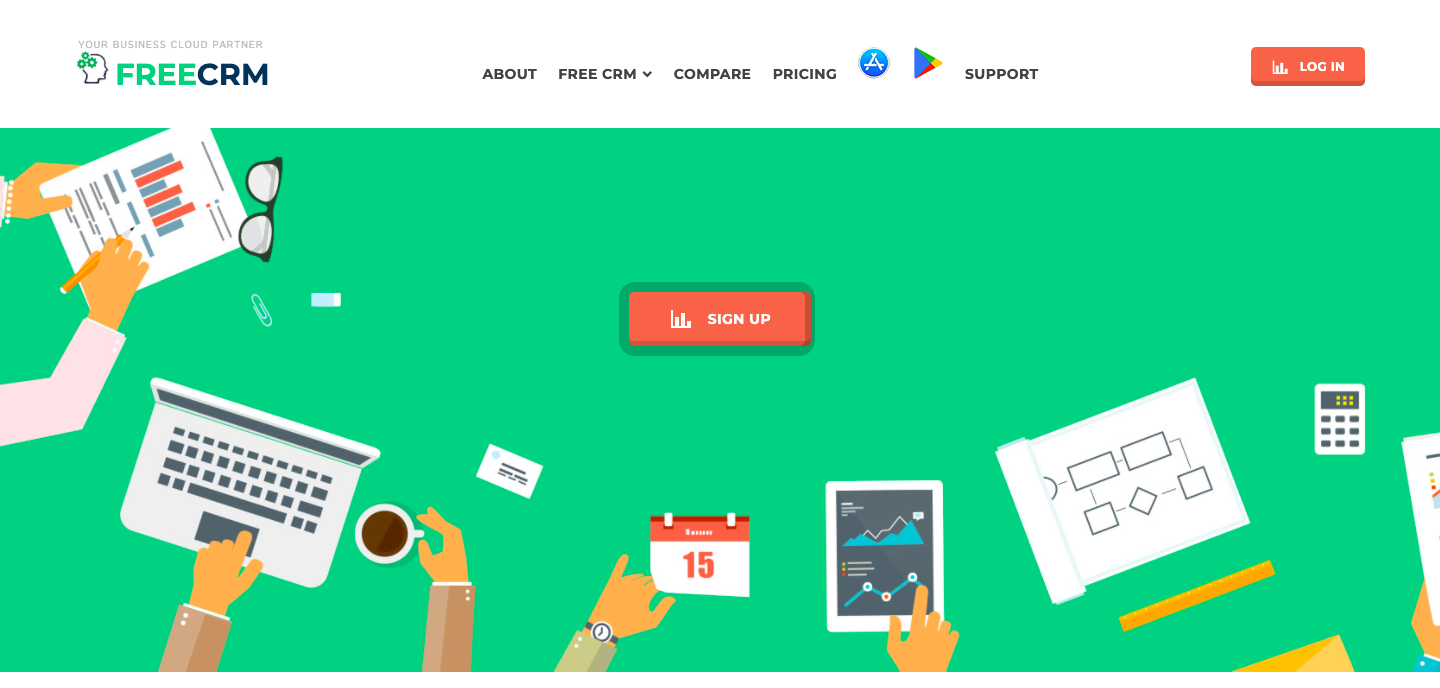 YOUR BUSINESS CLOUD PARTNER
FREECRM
ABOUT FREE CRM COMPARE PRICING SUPPORT
LOG IN
SIGN UP
15